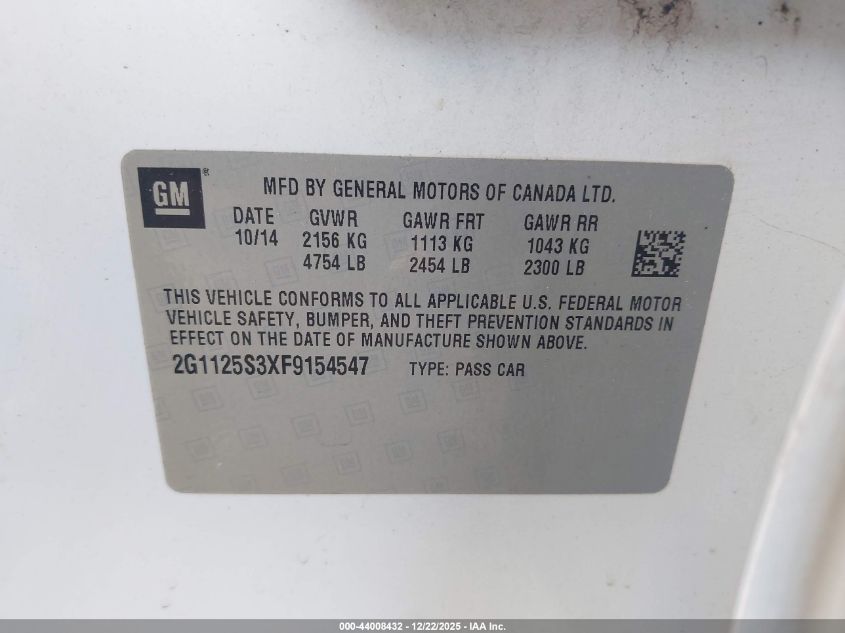 GM
MFD BY GENERAL MOTORS OF CANADA LTD.
DATE GVWR GAWR FRT GAWR RR
10/14 2156 KG 1113 KG 1043 KG
4754 LB 2454 LB 2300 LB
THIS VEHICLE CONFORMS TO ALL APPLICABLE U.S. FEDERAL MOTOR
VEHICLE SAFETY, BUMPER, AND THEFT PREVENTION STANDARDS IN
EFFECT ON THE DATE OF MANUFACTURE SHOWN ABOVE.
2G1125S3XF9154547 TYPE: PASS CAR
000-44008432 - 12/22/2025 - IAA Inc.